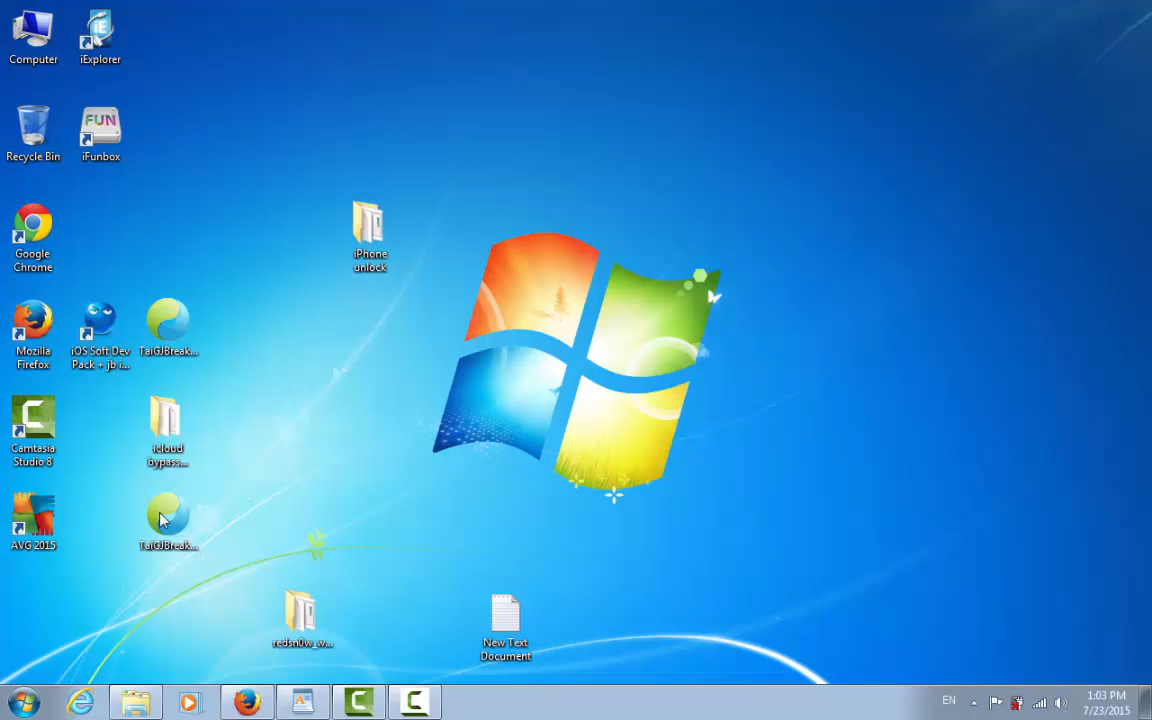 Computer
iExplorer
Recycle Bin
FUN
iFunbox
Google
Chrome
iPhone
unlock
Mozilla
Firefox
iOS Soft Dev
Pack + jb i...
TaiGJBreak...
Camtasia
Studio 8
icloud
bypass...
AVG 2015
TaiGJBreak...
redsn0w_w...
New Text
Document
EN
1:03 PM
7/23/2015